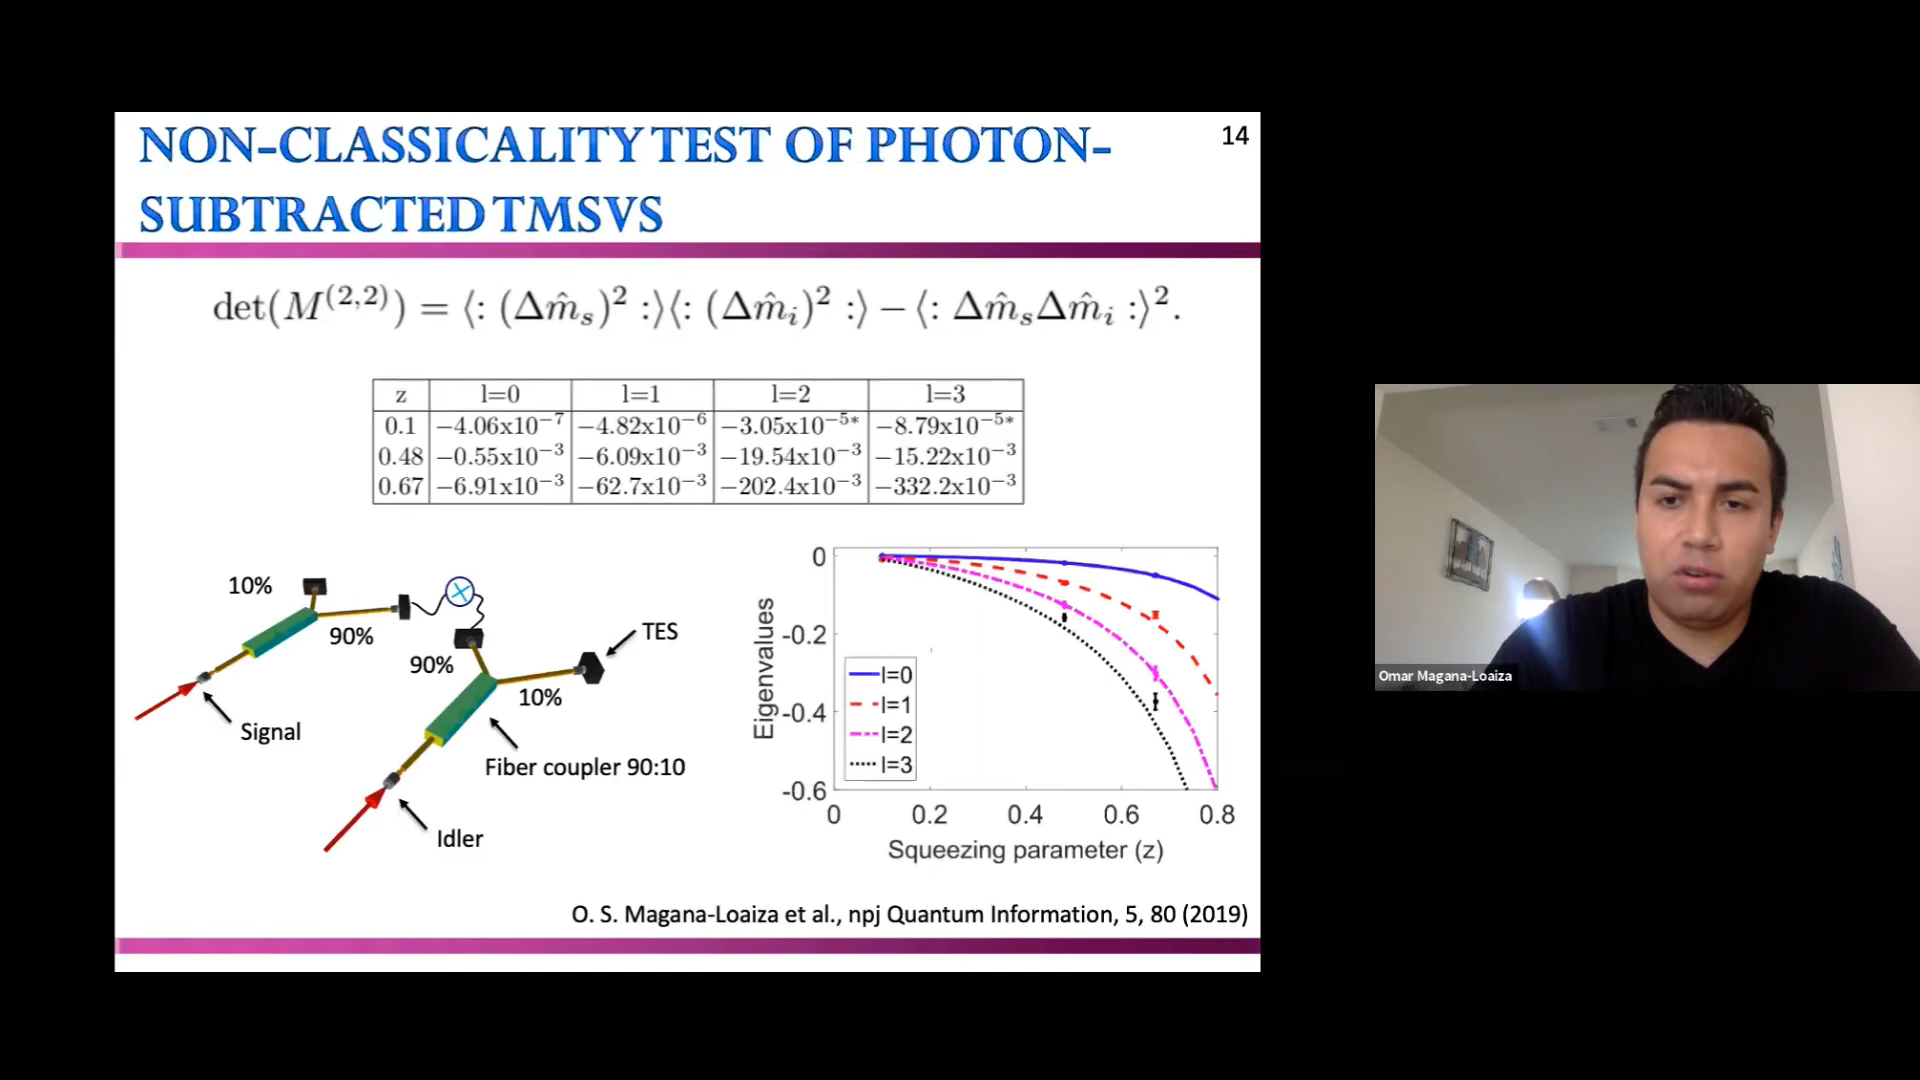 NON-CLASSICALITY TEST OF PHOTON-
SUBTRACTED TMSVS
14
det(M^(2,2)) = ⟨: (Δm̂_s)^2 :⟩⟨: (Δm̂_i)^2 :⟩ − ⟨: Δm̂_sΔm̂_i :⟩^2.
z l=0 l=1 l=2 l=3
0.1 −4.06x10^−7 −4.82x10^−6 −3.05x10^−5* −8.79x10^−5*
0.48 −0.55x10^−3 −6.09x10^−3 −19.54x10^−3 −15.22x10^−3
0.67 −6.91x10^−3 −62.7x10^−3 −202.4x10^−3 −332.2x10^−3
10%
90%
90%
TES
10%
Signal
Fiber coupler 90:10
Idler
0
-0.2
-0.4
-0.6
Eigenvalues
l=0
l=1
l=2
l=3
0 0.2 0.4 0.6 0.8
Squeezing parameter (z)
O. S. Magana-Loaiza et al., npj Quantum Information, 5, 80 (2019)
Omar Magana-Loaiza